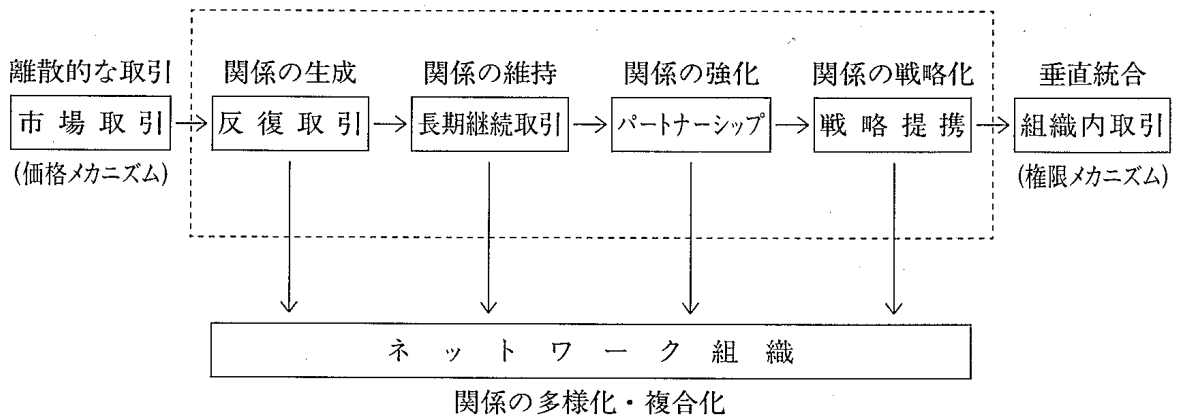 離散的な取引 関係の生成 関係の維持 関係の強化 関係の戦略化 垂直統合
市場取引 反復取引 長期継続取引 パートナーシップ 戦略提携 組織内取引
(価格メカニズム) (権限メカニズム)
ネットワーク組織
関係の多様化・複合化